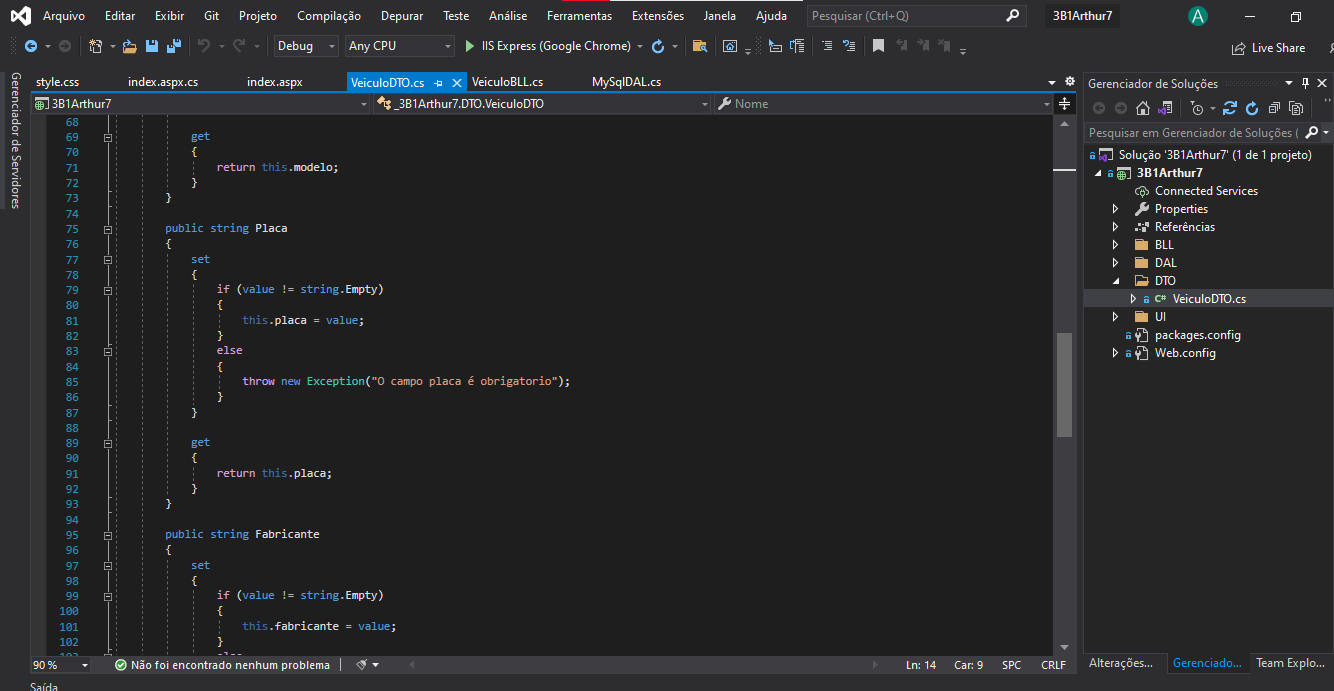 Arquivo Editar Exibir Git Projeto Compilação Depurar Teste Análise Ferramentas Extensões Janela Ajuda Pesquisar (Ctrl+Q) 3B1Arthur7 A
Debug Any CPU IIS Express (Google Chrome) Live Share
Gerenciador de Servidores
style.css index.aspx.cs index.aspx VeiculoDTO.cs VeiculoBLL.cs MySqlDAL.cs
3B1Arthur7 _3B1Arthur7.DTO.VeiculoDTO Nome
68
69 get
70 {
71 return this.modelo;
72 }
73 }
74
75 public string Placa
76 {
77 set
78 {
79 if (value != string.Empty)
80 {
81 this.placa = value;
82 }
83 else
84 {
85 throw new Exception("O campo placa é obrigatorio");
86 }
87 }
88
89 get
90 {
91 return this.placa;
92 }
93 }
94
95 public string Fabricante
96 {
97 set
98 {
99 if (value != string.Empty)
100 {
101 this.fabricante = value;
102 }
103 else
90 % Não foi encontrado nenhum problema Ln: 14 Car: 9 SPC CRLF
Saída
Gerenciador de Soluções
Pesquisar em Gerenciador de Soluções (
Solução '3B1Arthur7' (1 de 1 projeto)
3B1Arthur7
Connected Services
Properties
Referências
BLL
DAL
DTO
C# VeiculoDTO.cs
UI
packages.config
Web.config
Alterações... Gerenciado... Team Explo...